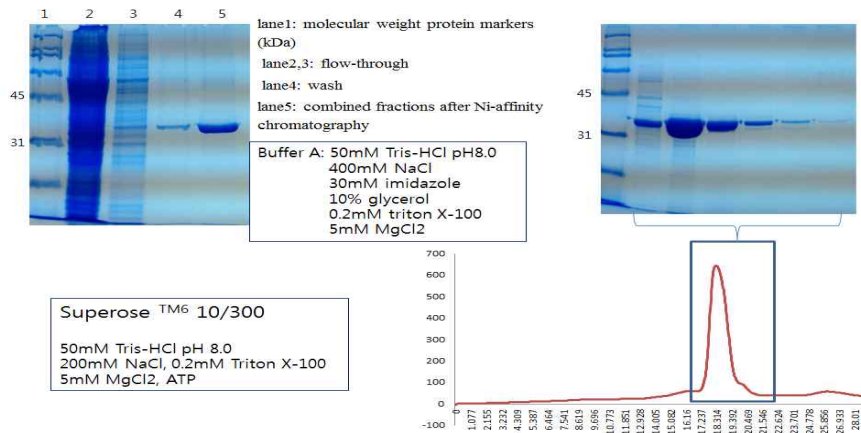 1 2 3 4 5
45
31
lane1: molecular weight protein markers
(kDa)
lane2,3: flow-through
lane4: wash
lane5: combined fractions after Ni-affinity
chromatography
Buffer A: 50mM Tris-HCl pH8.0
400mM NaCl
30mM imidazole
10% glycerol
0.2mM triton X-100
5mM MgCl2
45
31
Superose TM6 10/300
50mM Tris-HCl pH 8.0
200mM NaCl, 0.2mM Triton X-100
5mM MgCl2, ATP
700
600
500
400
300
200
100
0
-100
0 1.077 2.155 3.232 4.309 5.387 6.464 7.541 8.619 9.696 10.773 11.851 12.928 14.005 15.082 16.16 17.237 18.314 19.392 20.469 21.546 22.624 23.701 24.778 25.856 26.933 28.01